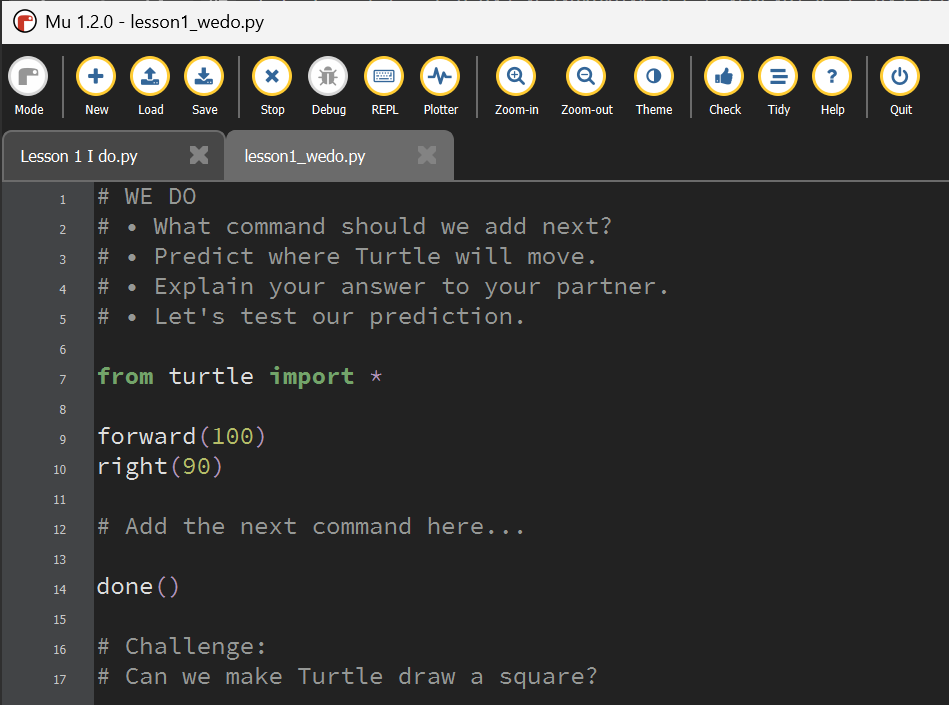 Mu 1.2.0 - lesson1_wedo.py
Mode New Load Save Stop Debug REPL Plotter Zoom-in Zoom-out Theme Check Tidy Help Quit
Lesson 1 I do.py lesson1_wedo.py
1 # WE DO
2 # • What command should we add next?
3 # • Predict where Turtle will move.
4 # • Explain your answer to your partner.
5 # • Let's test our prediction.
6
7 from turtle import *
8
9 forward(100)
10 right(90)
11
12 # Add the next command here...
13
14 done()
15
16 # Challenge:
17 # Can we make Turtle draw a square?